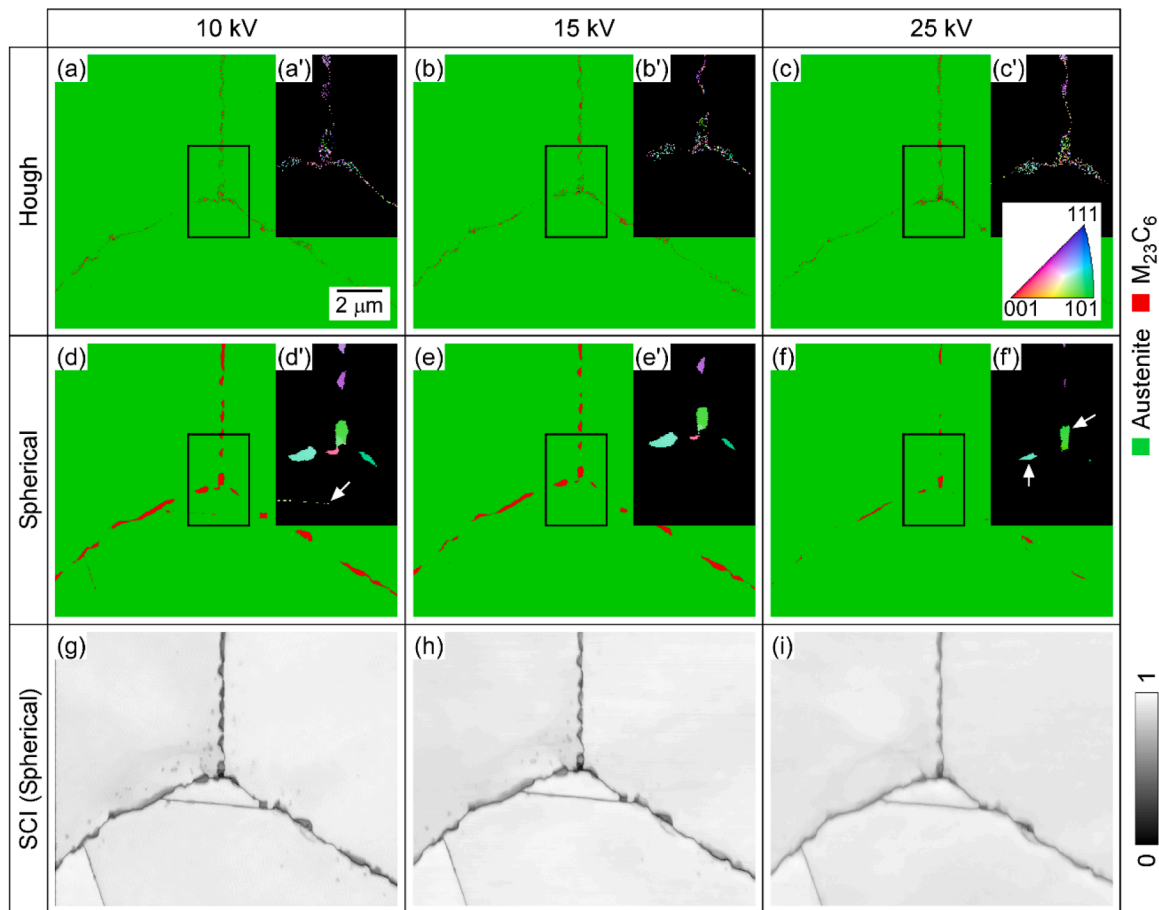 10 kV 15 kV 25 kV
Hough
(a) (a') (b) (b') (c) (c')
2 μm
111
001 101
Spherical
(d) (d') (e) (e') (f) (f')
SCI (Spherical)
(g) (h) (i)
Austenite M₂₃C₆
1
0